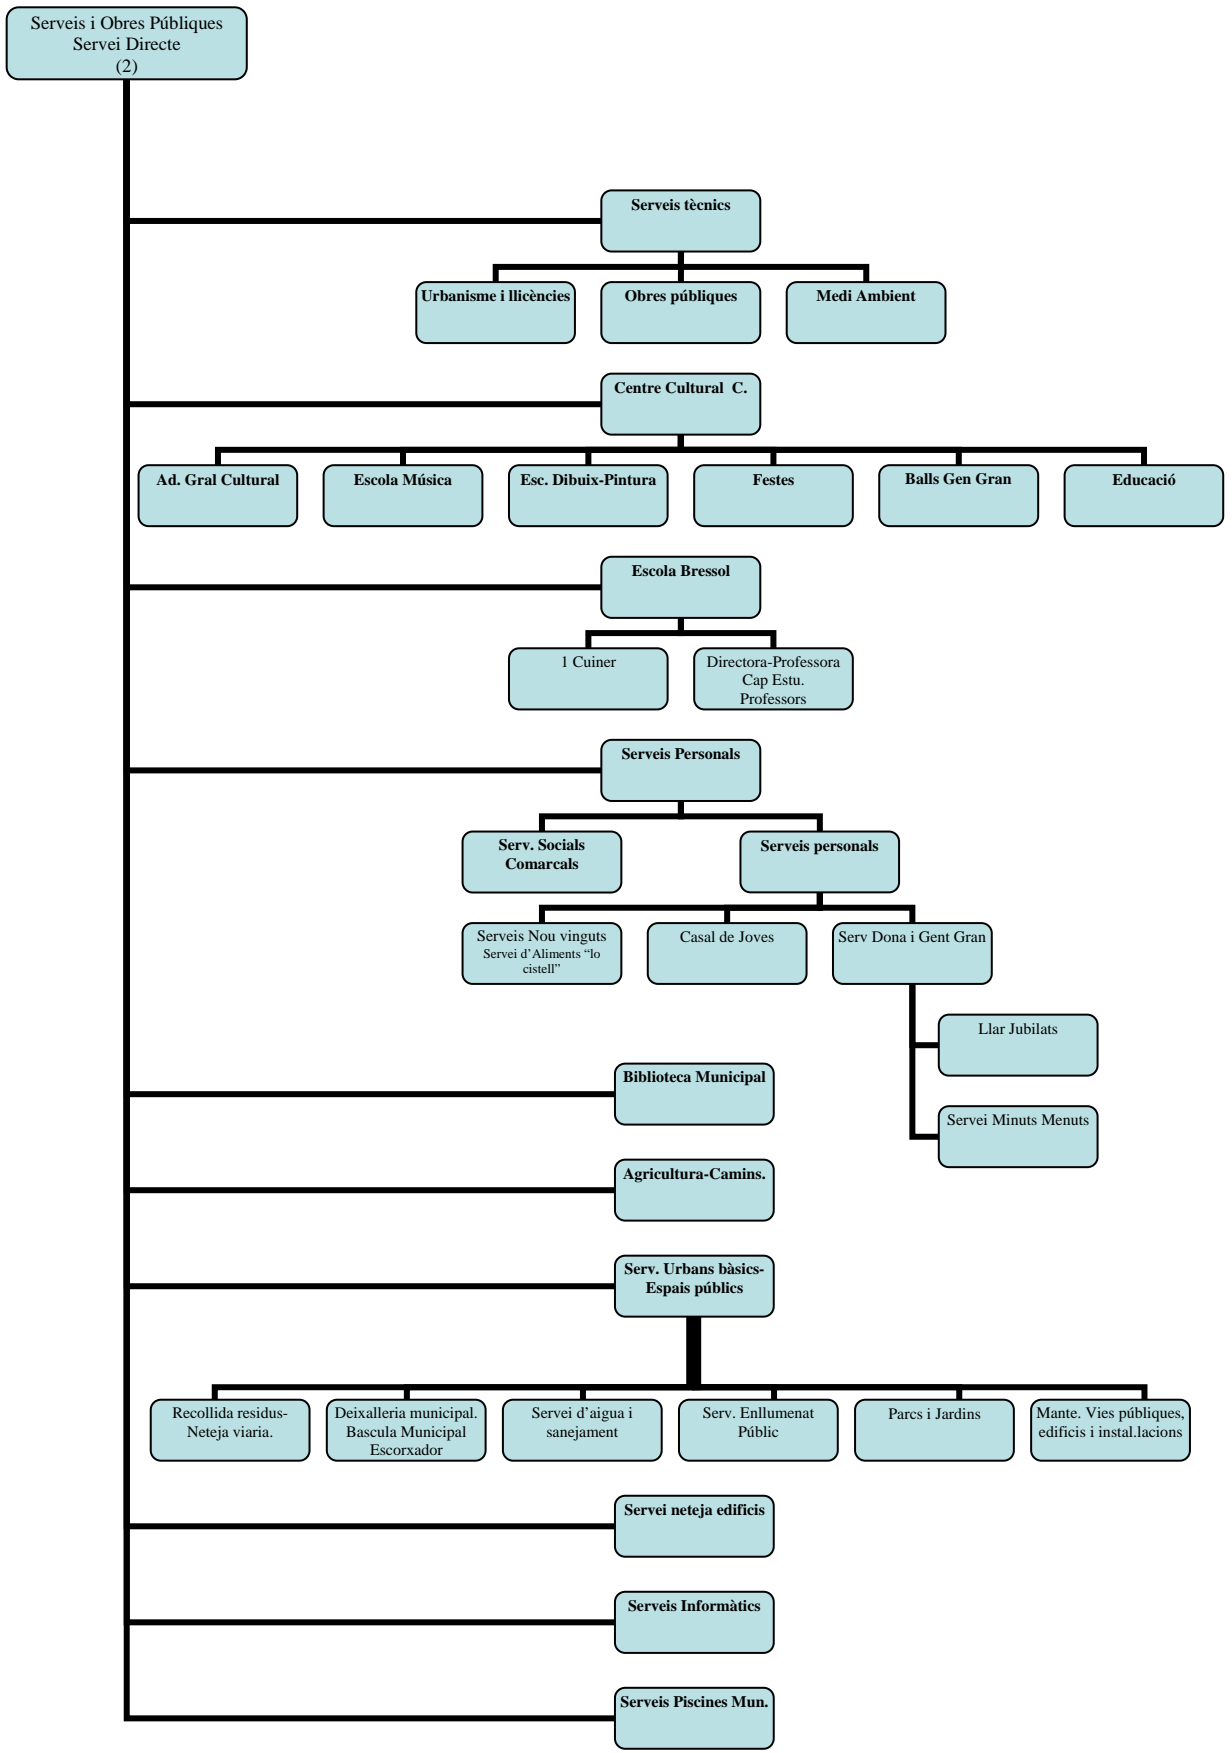 Serveis i Obres Públiques
Servei Directe
(2)
Serveis tècnics
Urbanisme i llicències
Obres públiques
Medi Ambient
Centre Cultural C.
Ad. Gral Cultural
Escola Música
Esc. Dibuix-Pintura
Festes
Balls Gen Gran
Educació
Escola Bressol
1 Cuiner
Directora-Professora
Cap Estu.
Professors
Serveis Personals
Serv. Socials
Comarcals
Serveis personals
Serveis Nou vinguts
Servei d’Aliments “lo
cistell”
Casal de Joves
Serv Dona i Gent Gran
Llar Jubilats
Servei Minuts Menuts
Biblioteca Municipal
Agricultura-Camins.
Serv. Urbans bàsics-
Espais públics
Recollida residus-
Neteja viaria.
Deixalleria municipal.
Bascula Municipal
Escorxador
Servei d’aigua i
sanejament
Serv. Enllumenat
Públic
Parcs i Jardins
Mante. Vies públiques,
edificis i instal.lacions
Servei neteja edificis
Serveis Informàtics
Serveis Piscines Mun.